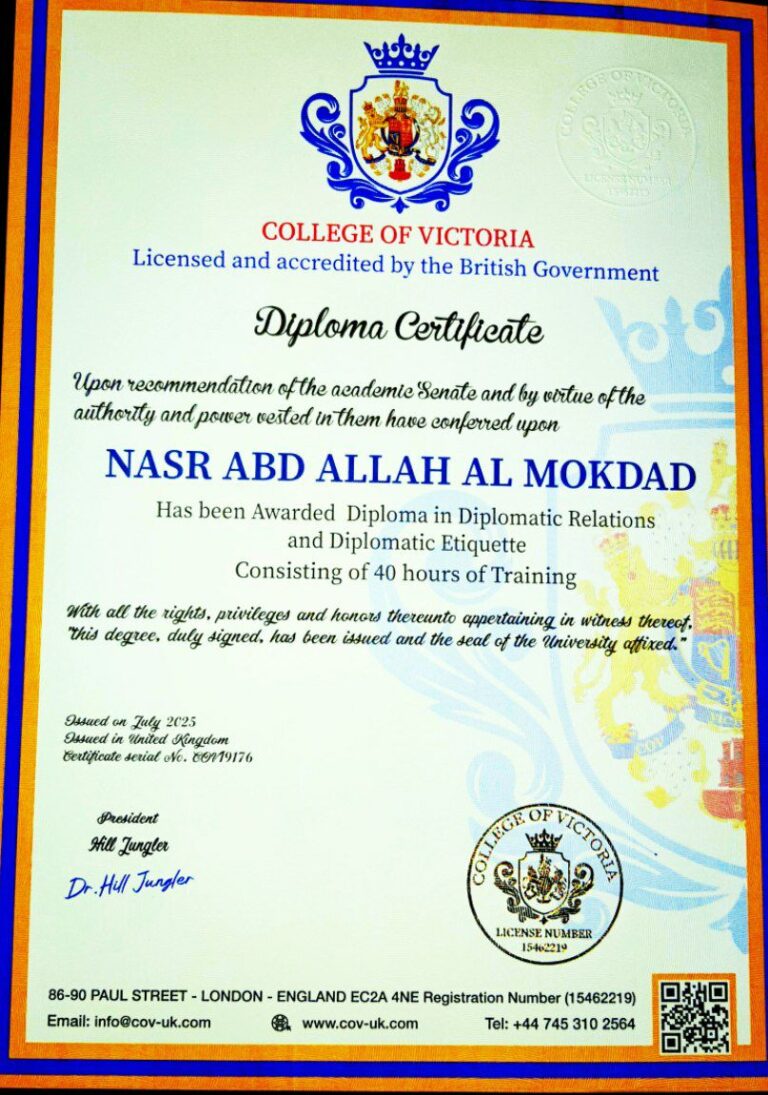 COLLEGE OF VICTORIA
LICENSE NUMBER
15462219
COLLEGE OF VICTORIA
Licensed and accredited by the British Government
Diploma Certificate
Upon recommendation of the academic Senate and by virtue of the
authority and power vested in them have conferred upon
NASR ABD ALLAH AL MOKDAD
Has been Awarded Diploma in Diplomatic Relations
and Diplomatic Etiquette
Consisting of 40 hours of Training
With all the rights, privileges and honors thereunto appertaining in witness thereof,
"this degree, duly signed, has been issued and the seal of the University affixed."
Issued on July 2025
Issued in United Kingdom
Certificate serial No. COV19176
President
Hill Jungler
Dr. Hill Jungler
COLLEGE OF VICTORIA
LICENSE NUMBER
15462219
86-90 PAUL STREET - LONDON - ENGLAND EC2A 4NE Registration Number (15462219)
Email: info@cov-uk.com www.cov-uk.com Tel: +44 745 310 2564